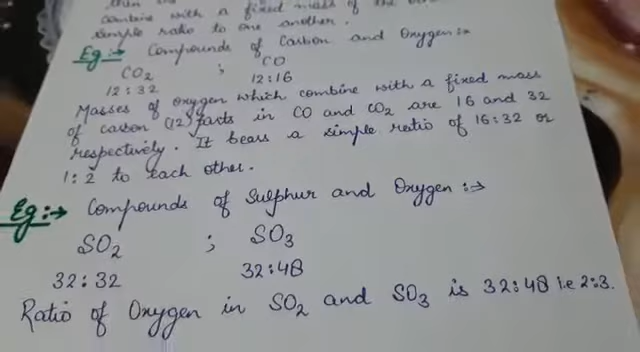 combine with a fixed mass of the
simple ratio to one another.
Eg:→ Compounds of Carbon and Oxygen:→
CO2 ; CO
12:32 12:16
Masses of oxygen which combine with a fixed mass
of carbon (12) parts in CO and CO2 are 16 and 32
respectively. It bears a simple ratio of 16:32 or
1:2 to each other.
Eg:→ Compounds of Sulphur and Oxygen:→
SO2 ; SO3
32:32 32:48
Ratio of Oxygen in SO2 and SO3 is 32:48 i.e 2:3.